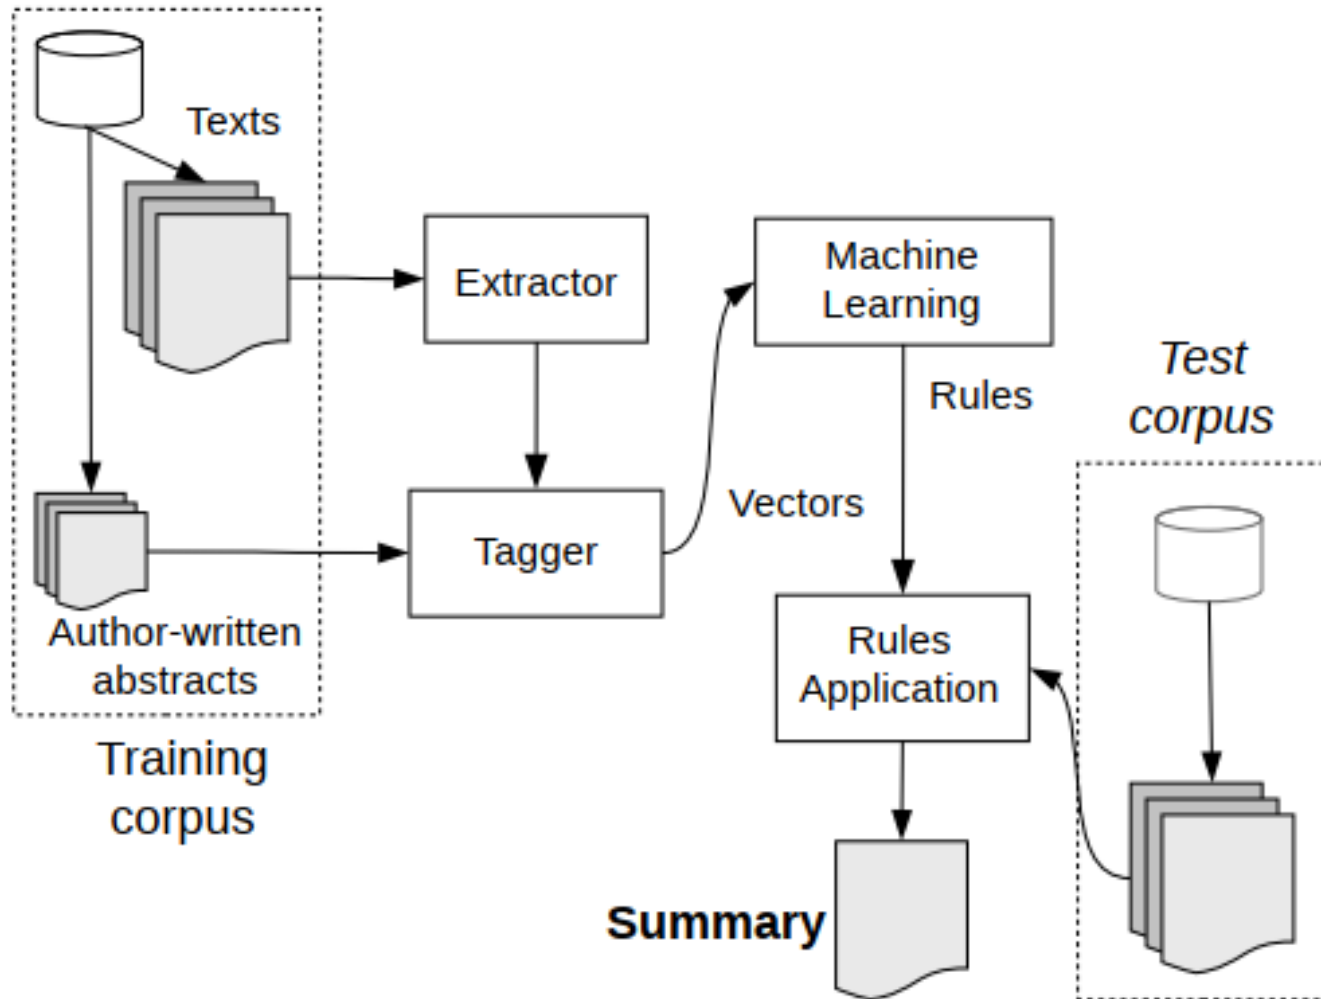 Texts
Extractor
Machine
Learning
Rules
Test
corpus
Vectors
Tagger
Author-written
abstracts
Training
corpus
Rules
Application
Summary